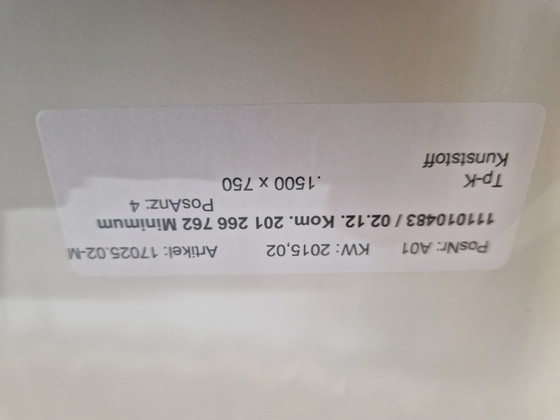 PosNr.: A01 KW: 2015,02 Artikel: 17025.02-M
111010483 / 02.12. Kom. 201 266 762 Minimum
PosAnz: 4
.1500 x 750
Tp-K
Kunststoff